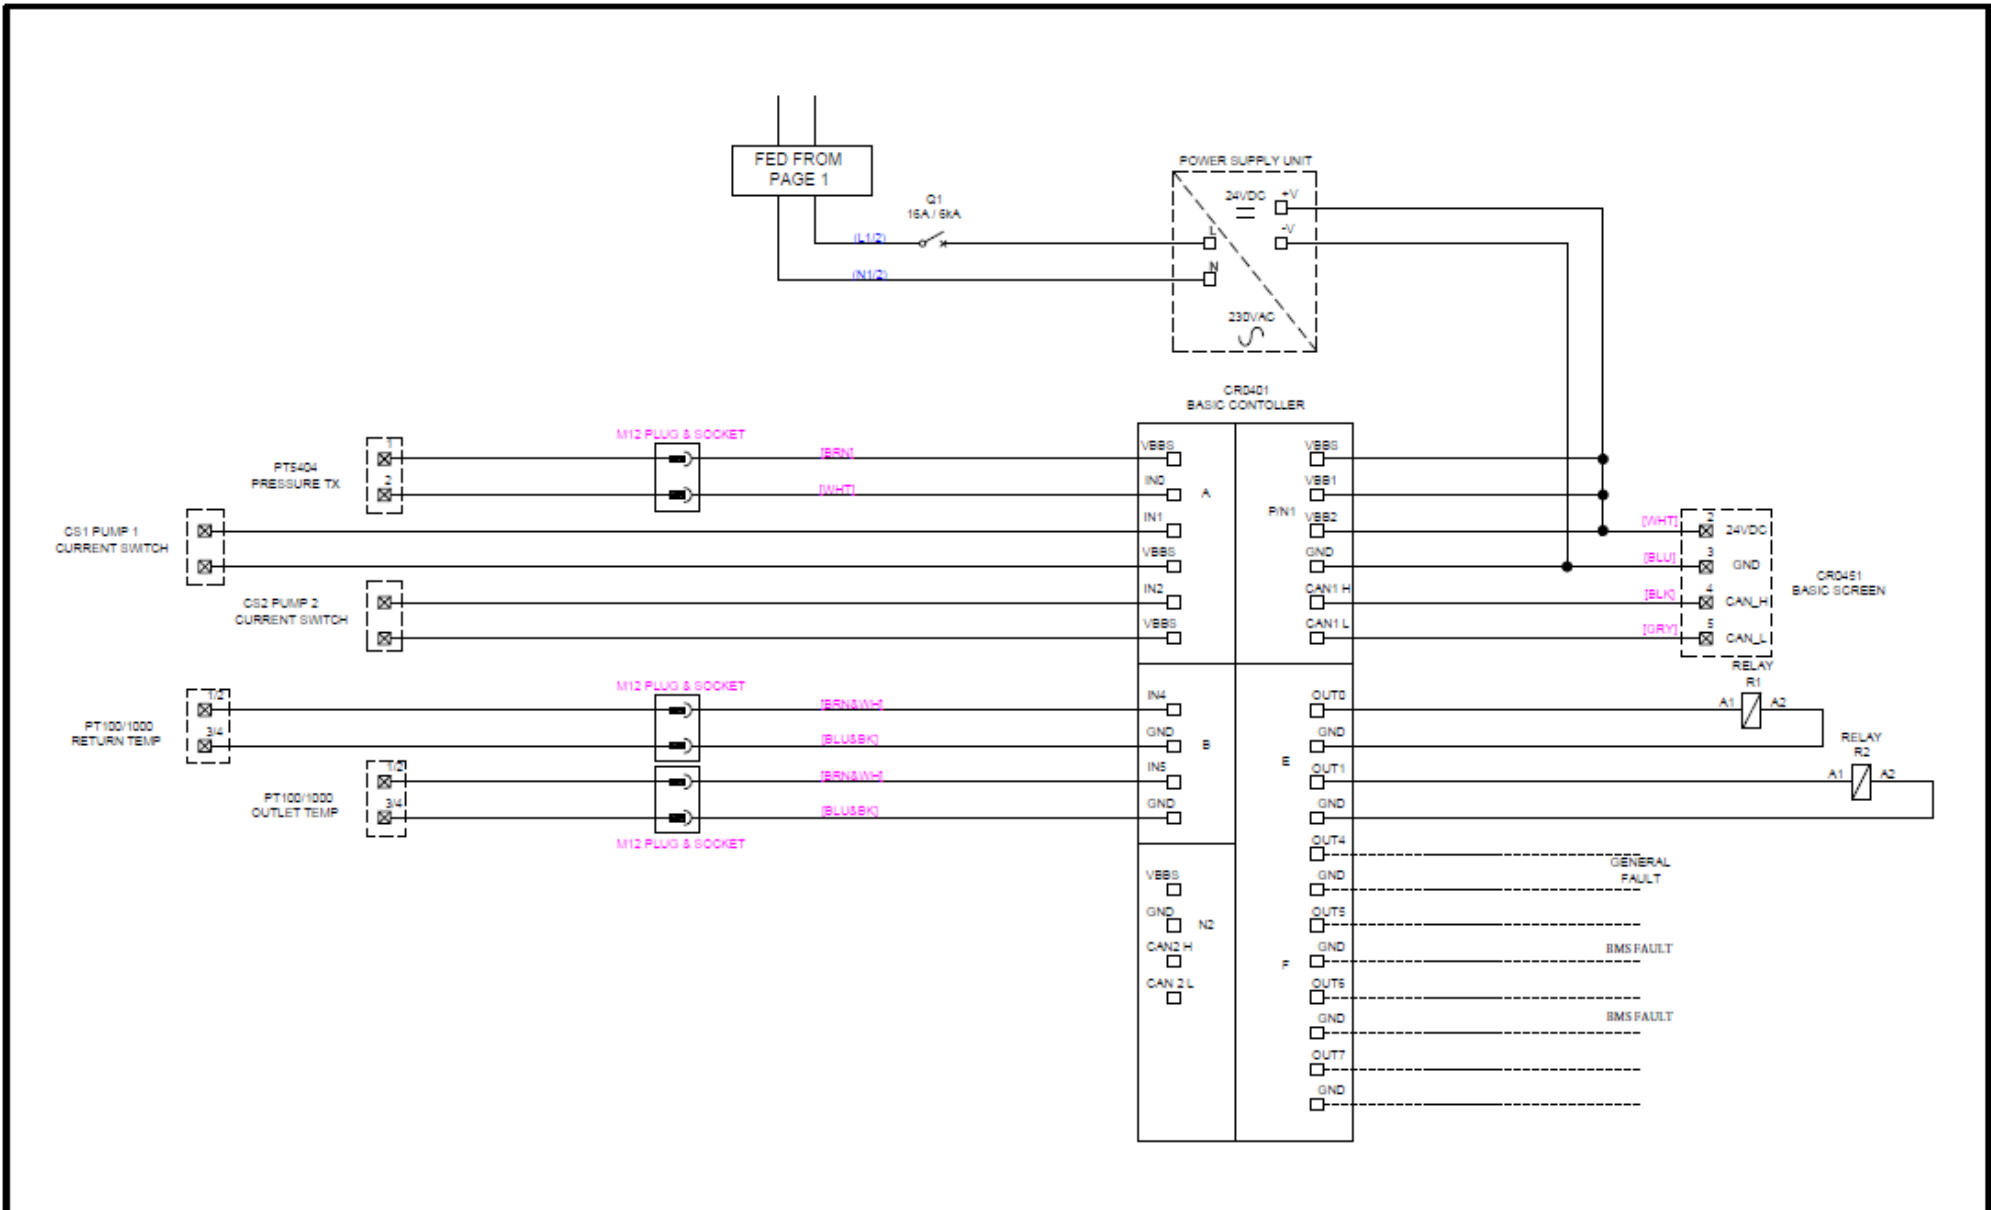 FED FROM
PAGE 1
Q1
16A / 6kA
(L1/2)
(N1/2)
POWER SUPPLY UNIT
24VDC
+V
-V
L
N
230VAC
CR0401
BASIC CONTOLLER
M12 PLUG & SOCKET
PT5404
PRESSURE TX
1
2
[BRN]
[WHT]
CS1 PUMP 1
CURRENT SWITCH
CS2 PUMP 2
CURRENT SWITCH
VBBS
IN0
IN1
VBBS
IN2
VBBS
A
P/N1
VBBS
VBB1
VBB2
GND
CAN1 H
CAN1 L
[WHT]
[BLU]
[BLK]
[GRY]
2
24VDC
3
GND
4
CAN_H
5
CAN_L
CR0451
BASIC SCREEN
M12 PLUG & SOCKET
PT100/1000
RETURN TEMP
1/2
3/4
[BRN&WH]
[BLU&BK]
PT100/1000
OUTLET TEMP
1/2
3/4
[BRN&WH]
[BLU&BK]
M12 PLUG & SOCKET
IN4
GND
IN5
GND
B
VBBS
GND
CAN2 H
CAN 2 L
N2
E
F
OUT0
GND
OUT1
GND
OUT4
GND
OUT5
GND
OUT6
GND
OUT7
GND
RELAY
R1
A1
A2
RELAY
R2
A1
A2
GENERAL
FAULT
BMS FAULT
BMS FAULT